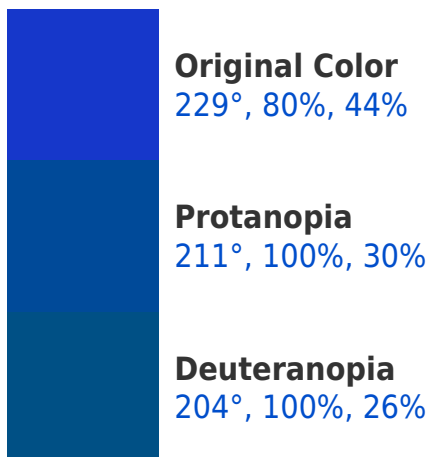 Original Color
229°, 80%, 44%
Protanopia
211°, 100%, 30%
Deuteranopia
204°, 100%, 26%